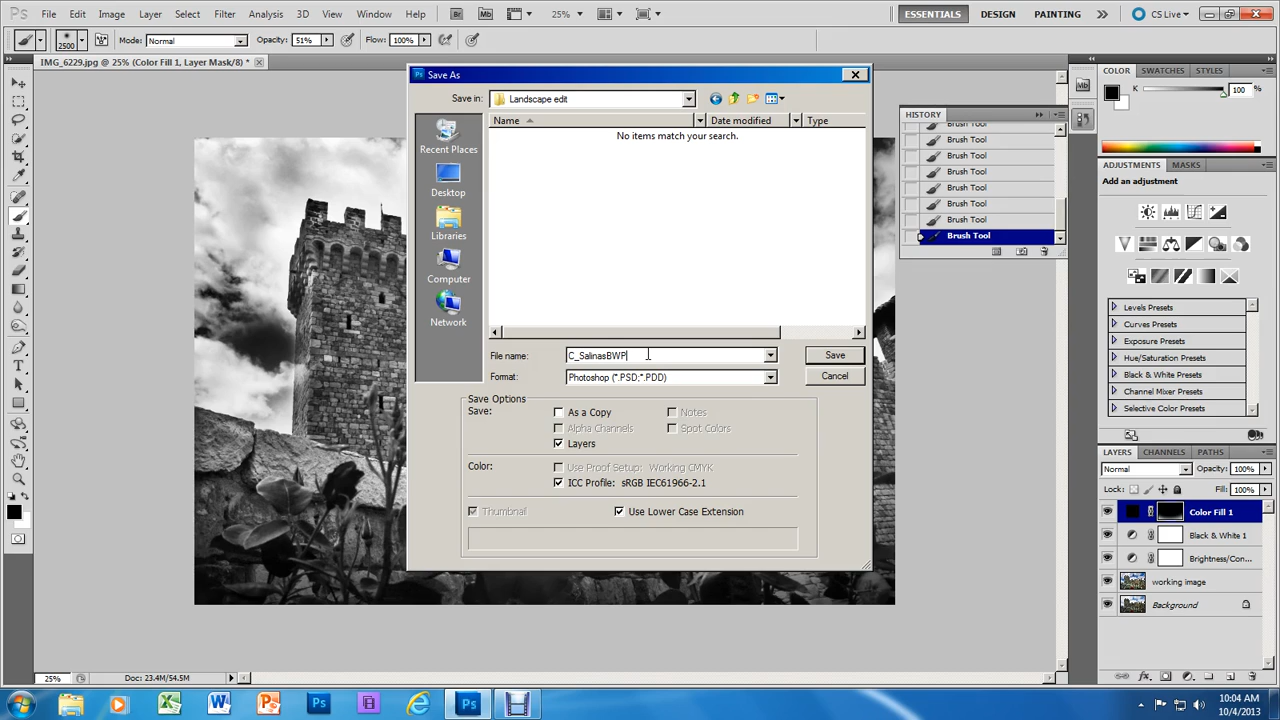 Ps File Edit Image Layer Select Filter Analysis 3D View Window Help Br Mb 25% ESSENTIALS DESIGN PAINTING CS Live
2500 Mode: Normal Opacity: 51% Flow: 100%
IMG_6229.jpg @ 25% (Color Fill 1, Layer Mask/8) *
Save As
Save in: Landscape edit
Name Date modified Type
No items match your search.
Recent Places
Desktop
Libraries
Computer
Network
File name: C_SalinasBWP Save
Format: Photoshop (*.PSD;*.PDD) Cancel
Save Options
Save: As a Copy Notes
Alpha Channels Spot Colors
Layers
Color: Use Proof Setup: Working CMYK
ICC Profile: sRGB IEC61966-2.1
Thumbnail Use Lower Case Extension
HISTORY
Brush Tool
Brush Tool
Brush Tool
Brush Tool
Brush Tool
Brush Tool
Brush Tool
Brush Tool
Mb
COLOR SWATCHES STYLES
K 100 %
ADJUSTMENTS MASKS
Add an adjustment
Levels Presets
Curves Presets
Exposure Presets
Hue/Saturation Presets
Black & White Presets
Channel Mixer Presets
Selective Color Presets
LAYERS CHANNELS PATHS
Normal Opacity: 100%
Lock: Fill: 100%
Color Fill 1
Black & White 1
Brightness/Con...
working image
Background
25% Doc: 23.4M/54.5M
Ps Ps
10:04 AM
10/4/2013